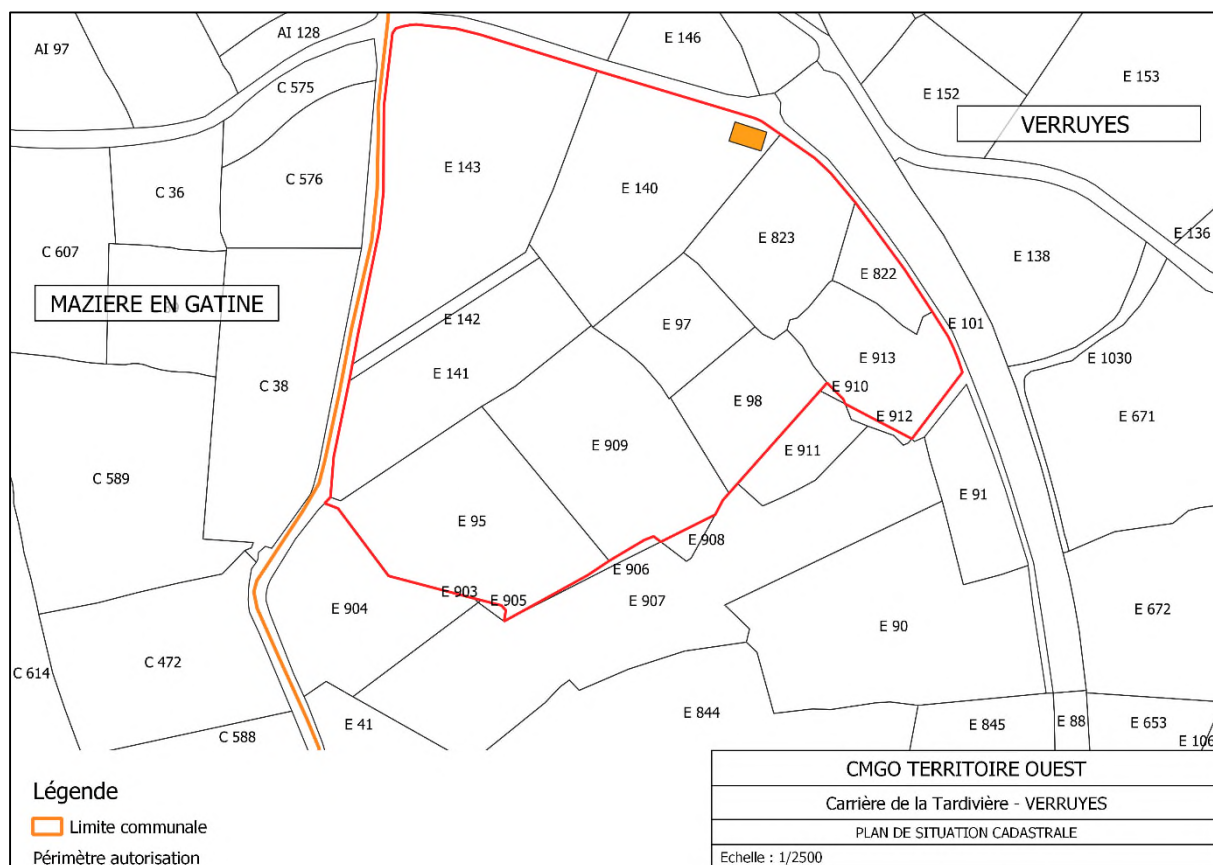 AI 97
AI 128
E 146
E 153
C 575
E 152
VERRUYES
C 36
C 576
E 143
E 140
E 136
C 607
E 823
E 138
E 822
MAZIERE EN GATINE
E 142
E 97
E 101
E 1030
C 38
E 141
E 913
E 910
E 98
E 671
E 912
E 909
E 911
C 589
E 91
E 95
E 908
E 906
E 903
E 905
E 907
E 904
E 672
E 90
C 472
C 614
E 844
E 41
E 845
E 88
E 653
C 588
E 106
CMGO TERRITOIRE OUEST
Légende
Carrière de la Tardivière - VERRUYES
Limite communale
PLAN DE SITUATION CADASTRALE
Périmètre autorisation
Echelle : 1/2500